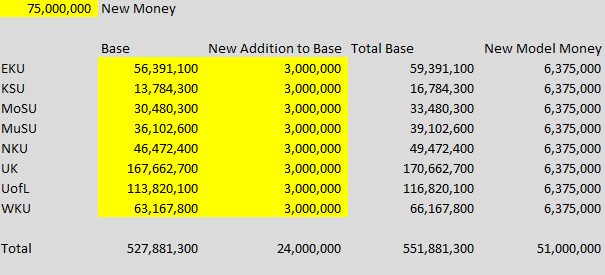 75,000,000 New Money
Base New Addition to Base Total Base New Model Money
EKU 56,391,100 3,000,000 59,391,100 6,375,000
KSU 13,784,300 3,000,000 16,784,300 6,375,000
MoSU 30,480,300 3,000,000 33,480,300 6,375,000
MuSU 36,102,600 3,000,000 39,102,600 6,375,000
NKU 46,472,400 3,000,000 49,472,400 6,375,000
UK 167,662,700 3,000,000 170,662,700 6,375,000
UofL 113,820,100 3,000,000 116,820,100 6,375,000
WKU 63,167,800 3,000,000 66,167,800 6,375,000
Total 527,881,300 24,000,000 551,881,300 51,000,000